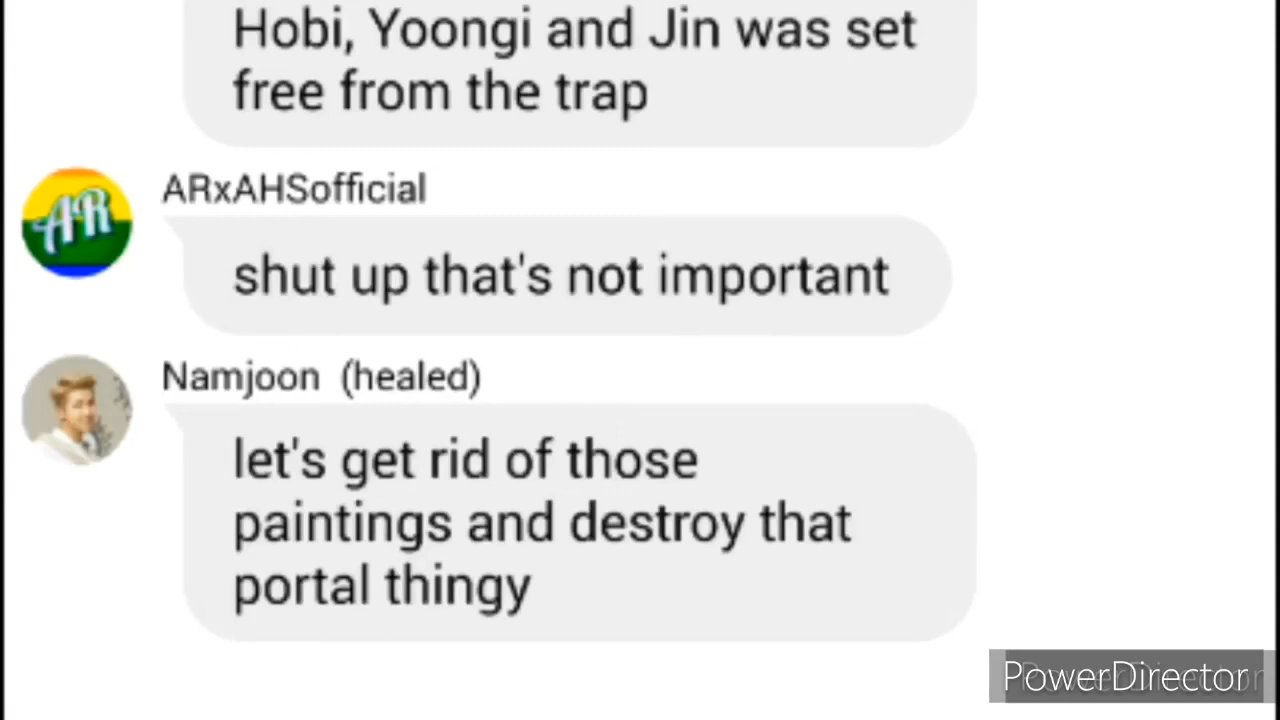 Hobi, Yoongi and Jin was set
free from the trap
AR
ARxAHSofficial
shut up that's not important
Namjoon (healed)
let's get rid of those
paintings and destroy that
portal thingy
PowerDirector